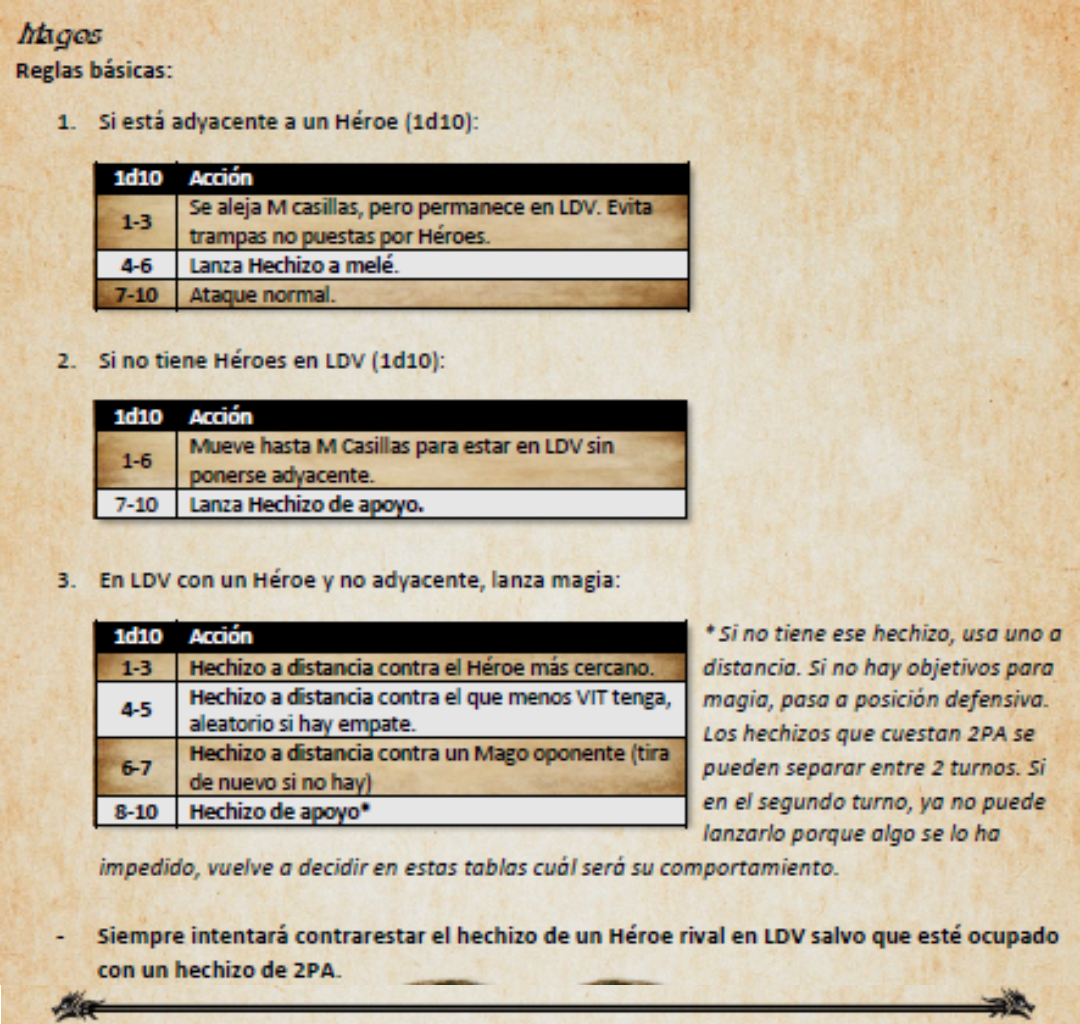 Magos
Reglas básicas:
1. Si está adyacente a un Héroe (1d10):
1d10 Acción
1-3 Se aleja M casillas, pero permanece en LDV. Evita
trampas no puestas por Héroes.
4-6 Lanza Hechizo a melé.
7-10 Ataque normal.
2. Si no tiene Héroes en LDV (1d10):
1d10 Acción
1-6 Mueve hasta M Casillas para estar en LDV sin
ponerse adyacente.
7-10 Lanza Hechizo de apoyo.
3. En LDV con un Héroe y no adyacente, lanza magia:
1d10 Acción
1-3 Hechizo a distancia contra el Héroe más cercano.
4-5 Hechizo a distancia contra el que menos VIT tenga,
aleatorio si hay empate.
6-7 Hechizo a distancia contra un Mago oponente (tira
de nuevo si no hay)
8-10 Hechizo de apoyo*
* Si no tiene ese hechizo, usa uno a
distancia. Si no hay objetivos para
magia, pasa a posición defensiva.
Los hechizos que cuestan 2PA se
pueden separar entre 2 turnos. Si
en el segundo turno, ya no puede
lanzarlo porque algo se lo ha
impedido, vuelve a decidir en estas tablas cuál será su comportamiento.
- Siempre intentará contrarestar el hechizo de un Héroe rival en LDV salvo que esté ocupado
con un hechizo de 2PA.